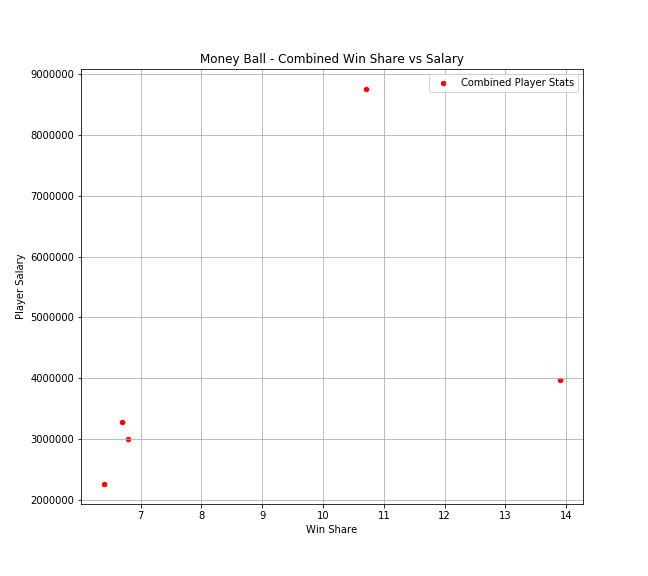 Money Ball - Combined Win Share vs Salary
Combined Player Stats
9000000
8000000
7000000
6000000
5000000
4000000
3000000
2000000
Player Salary
7 8 9 10 11 12 13 14
Win Share